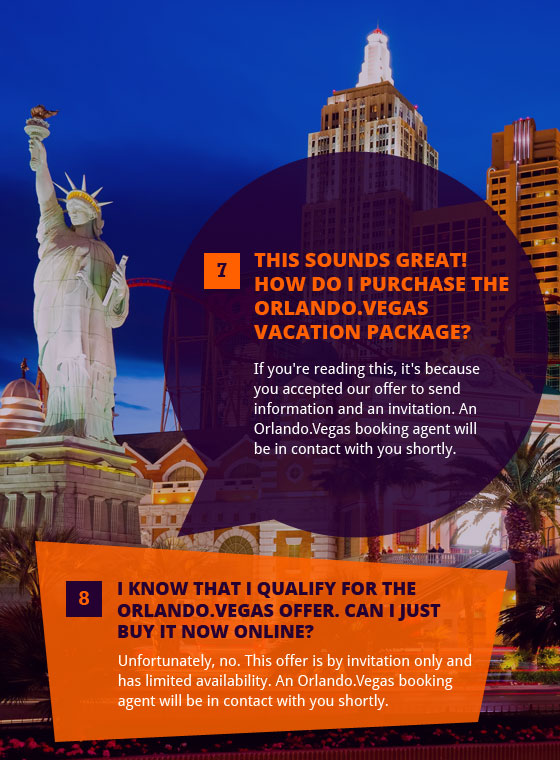 7
THIS SOUNDS GREAT!
HOW DO I PURCHASE THE
ORLANDO.VEGAS
VACATION PACKAGE?
If you're reading this, it's because
you accepted our offer to send
information and an invitation. An
Orlando.Vegas booking agent will
be in contact with you shortly.
8
I KNOW THAT I QUALIFY FOR THE
ORLANDO.VEGAS OFFER. CAN I JUST
BUY IT NOW ONLINE?
Unfortunately, no. This offer is by invitation only and
has limited availability. An Orlando.Vegas booking
agent will be in contact with you shortly.